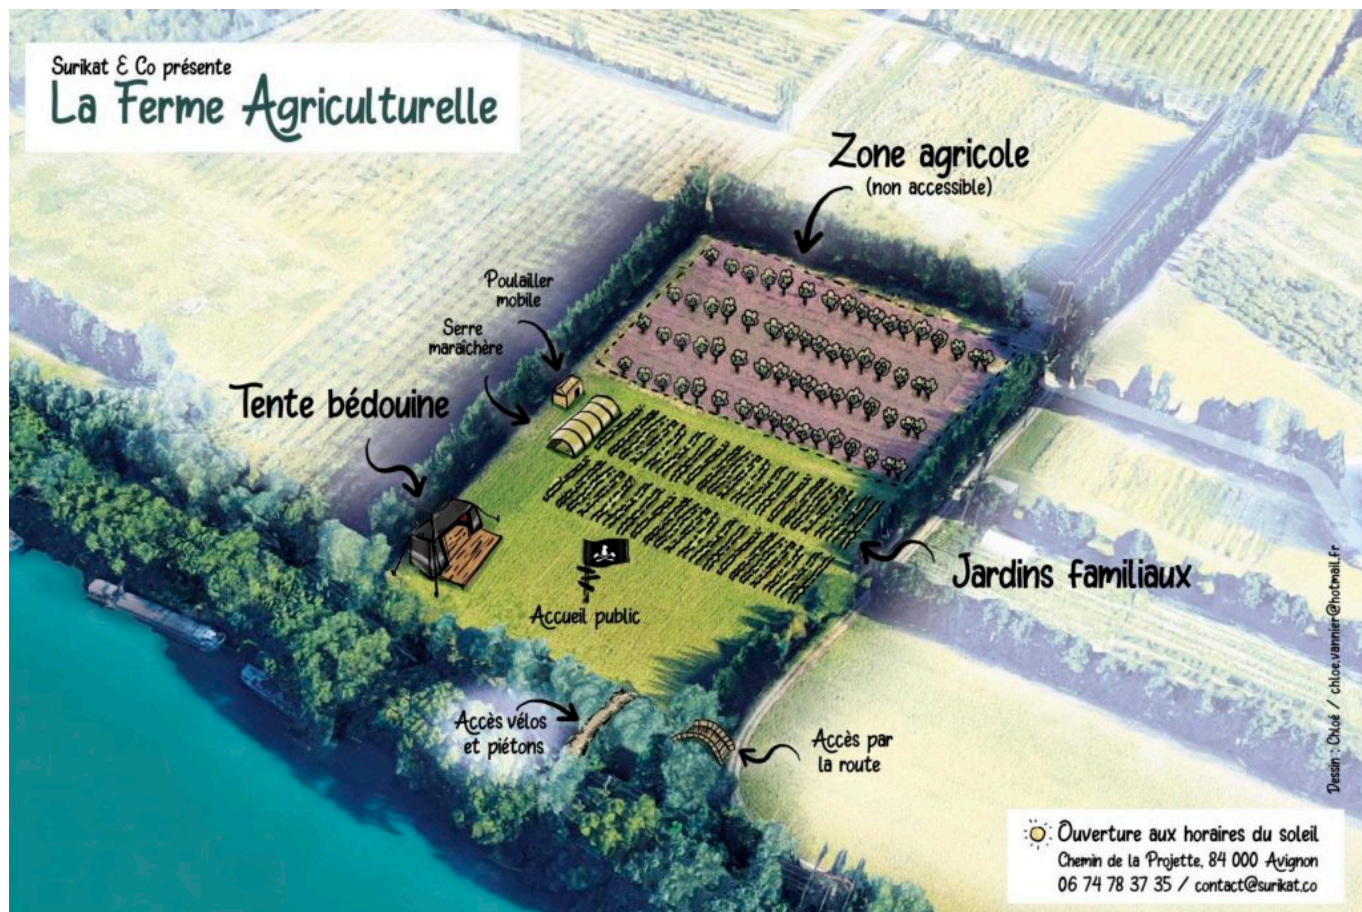 Surikat & Co présente
La Ferme Agriculturelle
Zone agricole
(non accessible)
Poulailler
mobile
Serre
maraîchère
Tente bédouine
Jardins familiaux
Accueil public
Accès vélos
et piétons
Accès par
la route
Dessin : Chloé / chloe.vannier@hotmail.fr
Ouverture aux horaires du soleil
Chemin de la Projette, 84 000 Avignon
06 74 78 37 35 / contact@surikat.co